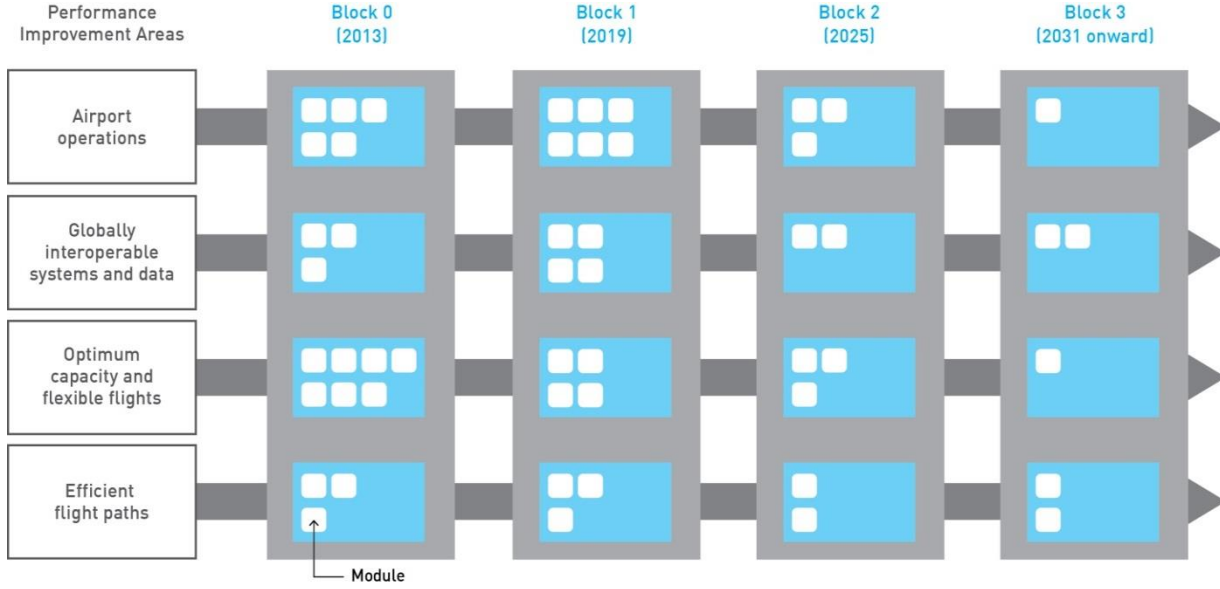 Performance
Improvement Areas
Block 0
(2013)
Block 1
(2019)
Block 2
(2025)
Block 3
(2031 onward)
Airport
operations
Globally
interoperable
systems and data
Optimum
capacity and
flexible flights
Efficient
flight paths
Module